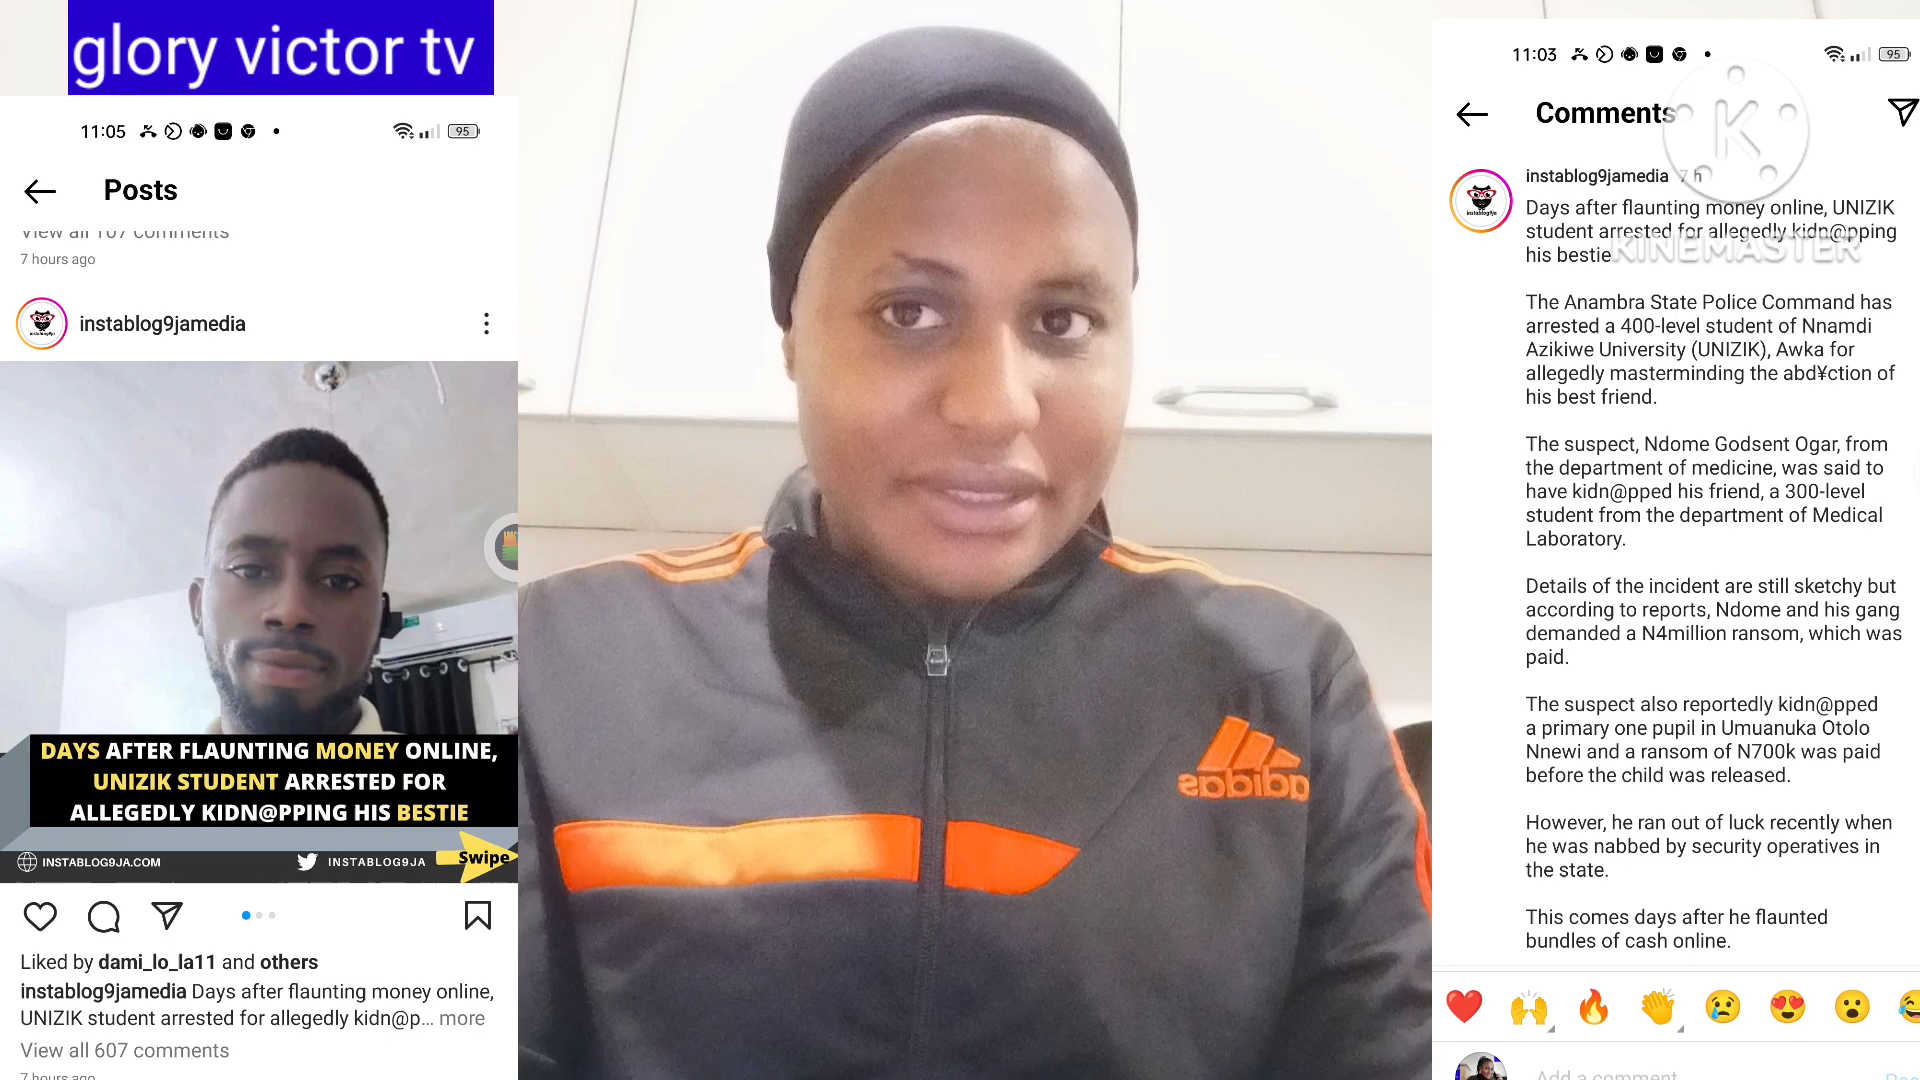 glory victor tv
11:05
95
Posts
View all 107 comments
7 hours ago
instablog9jamedia
DAYS AFTER FLAUNTING MONEY ONLINE,
UNIZIK STUDENT ARRESTED FOR
ALLEGEDLY KIDN@PPING HIS BESTIE
INSTABLOG9JA.COM
INSTABLOG9JA
Swipe
Liked by dami_lo_la11 and others
instablog9jamedia Days after flaunting money online,
UNIZIK student arrested for allegedly kidn@p... more
View all 607 comments
7 hours ago
adidas
11:03
95
Comments
K
KINEMASTER
instablog9jamedia 7 h
Days after flaunting money online, UNIZIK
student arrested for allegedly kidn@pping
his bestie
The Anambra State Police Command has
arrested a 400-level student of Nnamdi
Azikiwe University (UNIZIK), Awka for
allegedly masterminding the abd¥ction of
his best friend.
The suspect, Ndome Godsent Ogar, from
the department of medicine, was said to
have kidn@pped his friend, a 300-level
student from the department of Medical
Laboratory.
Details of the incident are still sketchy but
according to reports, Ndome and his gang
demanded a N4million ransom, which was
paid.
The suspect also reportedly kidn@pped
a primary one pupil in Umuanuka Otolo
Nnewi and a ransom of N700k was paid
before the child was released.
However, he ran out of luck recently when
he was nabbed by security operatives in
the state.
This comes days after he flaunted
bundles of cash online.
Add a comment